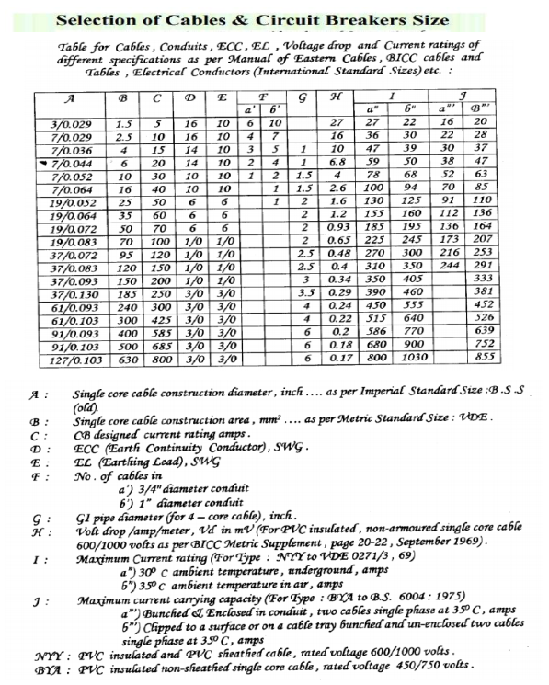 Selection of Cables & Circuit Breakers Size
Table for Cables, Conduits, ECC, EL, Voltage drop and Current ratings of
different specifications as per Manual of Eastern Cables, BICC cables and
Tables, Electrical Conductors (International Standard Sizes) etc. :
A B C D E F G H I J
a' b' a'' b'' a''' B'''
3/0.029 1.5 5 16 10 6 10 27 27 22 16 20
7/0.029 2.5 10 16 10 4 7 16 36 30 22 28
7/0.036 4 15 14 10 3 5 1 10 47 39 30 37
7/0.044 6 20 14 10 2 4 1 6.8 59 50 38 47
7/0.052 10 30 10 10 1 2 1.5 4 78 68 52 63
7/0.064 16 40 10 10 1 1.5 2.6 100 94 70 85
19/0.052 25 50 6 6 1 2 1.6 130 125 91 110
19/0.064 35 60 6 6 2 1.2 155 160 112 136
19/0.072 50 70 6 6 2 0.93 185 195 136 164
19/0.083 70 100 1/0 1/0 2 0.65 225 245 173 207
37/0.072 95 120 1/0 1/0 2.5 0.48 270 300 216 253
37/0.083 120 150 1/0 1/0 2.5 0.4 310 350 244 291
37/0.093 150 200 1/0 1/0 3 0.34 350 405 333
37/0.130 185 250 3/0 3/0 3.5 0.29 390 460 381
61/0.093 240 300 3/0 3/0 4 0.24 450 555 452
61/0.103 300 425 3/0 3/0 4 0.22 515 640 526
91/0.093 400 585 3/0 3/0 6 0.2 586 770 639
91/0.103 500 685 3/0 3/0 6 0.18 680 900 752
127/0.103 630 800 3/0 3/0 6 0.17 800 1030 855
A : Single core cable construction diameter, inch .... as per Imperial Standard Size :B.S.S
(old)
B : Single core cable construction area, mm² .... as per Metric Standard Size : VDE.
C : CB designed current rating amps.
D : ECC (Earth Continuity Conductor), SWG.
E . EL (Earthing Lead), SWG
F : No. of cables in
a') 3/4" diameter conduit
b') 1" diameter conduit
G : GI pipe diameter (for 4 – core cable), inch.
H : Volt drop /amp/meter, Vd in mV (For PVC insulated, non-armoured single core cable
600/1000 volts as per BICC Metric Supplement, page 20-22, September 1969).
I : Maximum Current rating (For Type : NYY to VDE 0271/3, 69)
a'') 30° C ambient temperature, underground, amps
b'') 35° C ambient temperature in air, amps
J : Maximum current carrying capacity (For Type : BYA to B.S. 6004 : 1975)
a''') Bunched & Enclosed in conduit, two cables single phase at 35° C, amps
b''') Clipped to a surface or on a cable tray bunched and un-enclosed two cables
single phase at 35° C, amps
NYY : PVC insulated and PVC sheathed cable, rated voltage 600/1000 volts.
BYA : PVC insulated non-sheathed single core cable, rated voltage 450/750 volts.